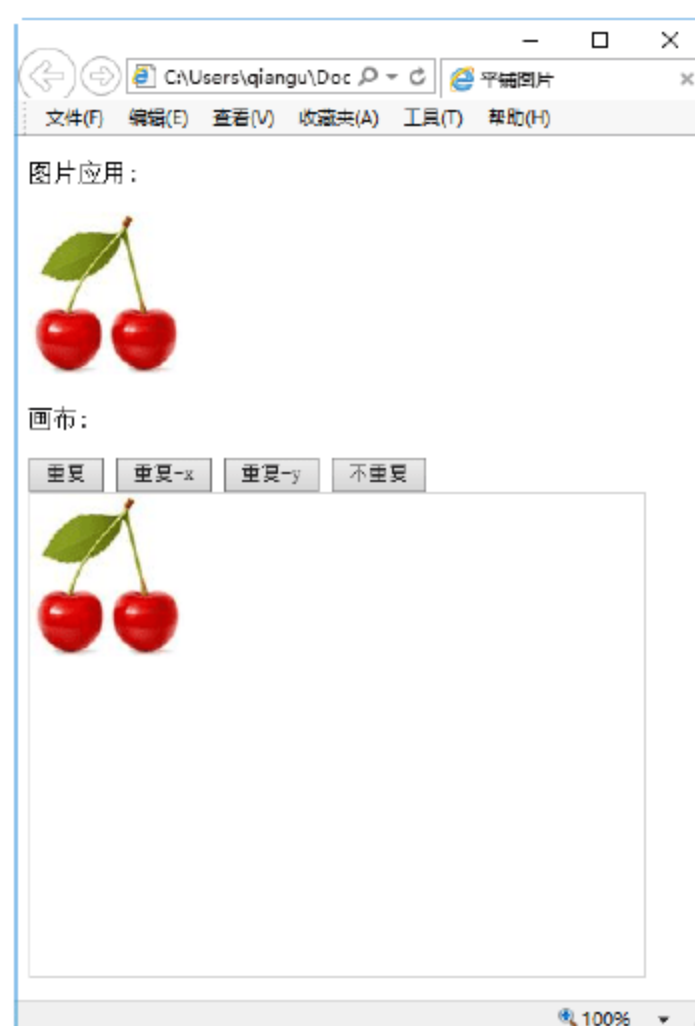 C:\Users\qiangu\Doc 平铺图片
文件(F) 编辑(E) 查看(V) 收藏夹(A) 工具(T) 帮助(H)
图片应用:
画布:
重复 重复-x 重复-y 不重复
100%